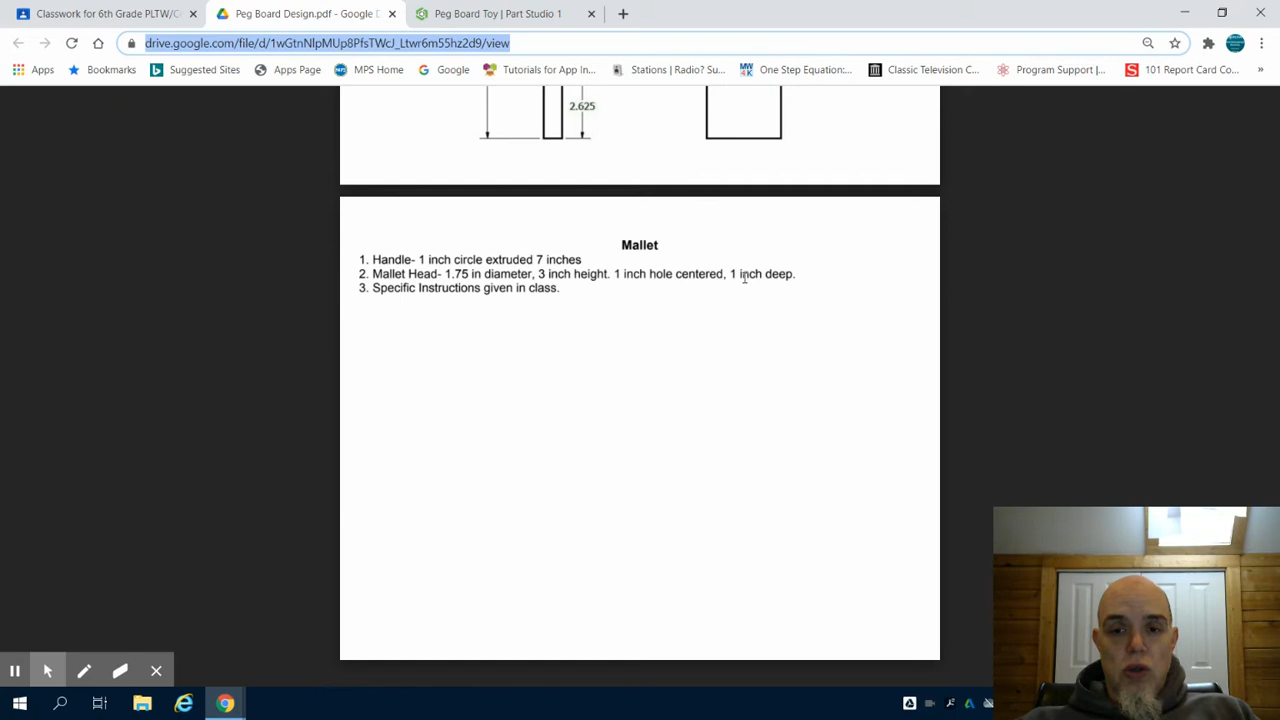 Classwork for 6th Grade PLTW/C
Peg Board Design.pdf - Google D
Peg Board Toy | Part Studio 1
drive.google.com/file/d/1wGtnNlpMUp8PfsTWcJ_Ltwr6m55hz2d9/view
Apps
Bookmarks
Suggested Sites
Apps Page
MPS Home
Google
Tutorials for App In...
Stations | Radio? Su...
One Step Equation:...
Classic Television C...
Program Support |...
101 Report Card Co...
2.625
Mallet
1. Handle- 1 inch circle extruded 7 inches
2. Mallet Head- 1.75 in diameter, 3 inch height. 1 inch hole centered, 1 inch deep.
3. Specific Instructions given in class.